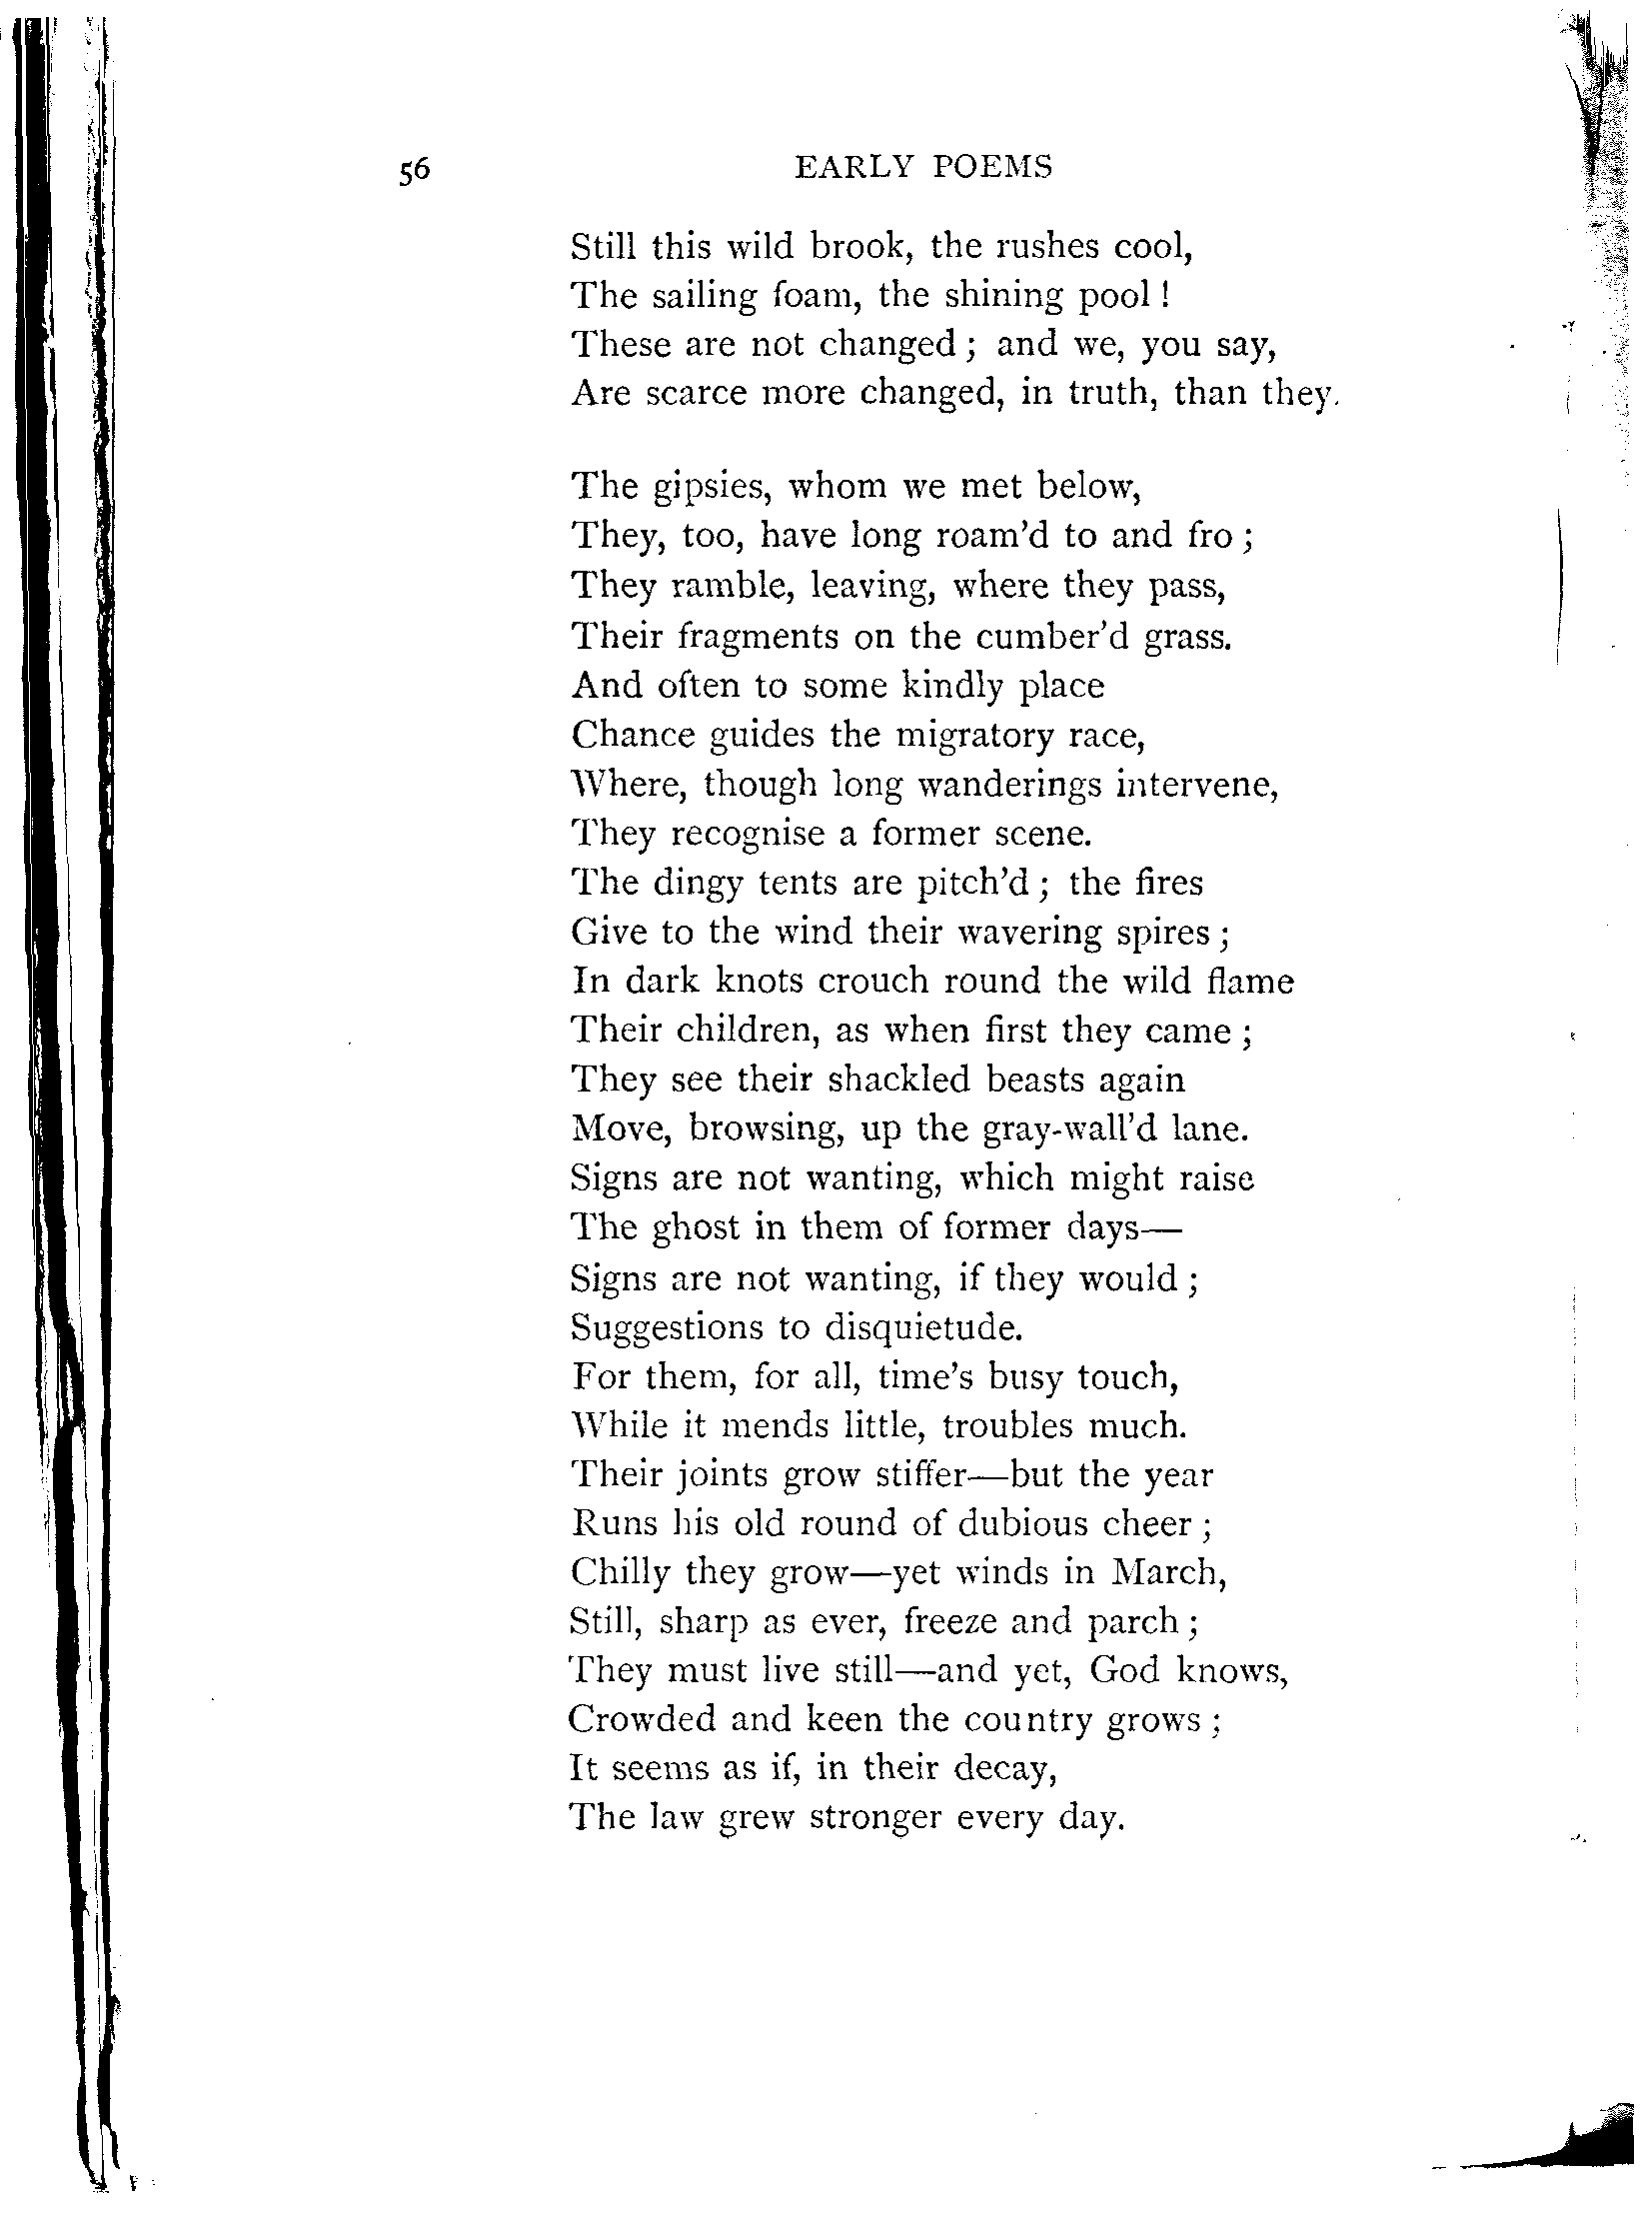 56 EARLY POEMS
Still this wild brook, the rushes cool,
The sailing foam, the shining pool !
These are not changed ; and we, you say,
Are scarce more changed, in truth, than they.
The gipsies, whom we met below,
They, too, have long roam'd to and fro ;
They ramble, leaving, where they pass,
Their fragments on the cumber'd grass.
And often to some kindly place
Chance guides the migratory race,
Where, though long wanderings intervene,
They recognise a former scene.
The dingy tents are pitch'd ; the fires
Give to the wind their wavering spires ;
In dark knots crouch round the wild flame
Their children, as when first they came ;
They see their shackled beasts again
Move, browsing, up the gray-wall'd lane.
Signs are not wanting, which might raise
The ghost in them of former days—
Signs are not wanting, if they would ;
Suggestions to disquietude.
For them, for all, time's busy touch,
While it mends little, troubles much.
Their joints grow stiffer—but the year
Runs his old round of dubious cheer ;
Chilly they grow—yet winds in March,
Still, sharp as ever, freeze and parch ;
They must live still—and yet, God knows,
Crowded and keen the country grows ;
It seems as if, in their decay,
The law grew stronger every day.